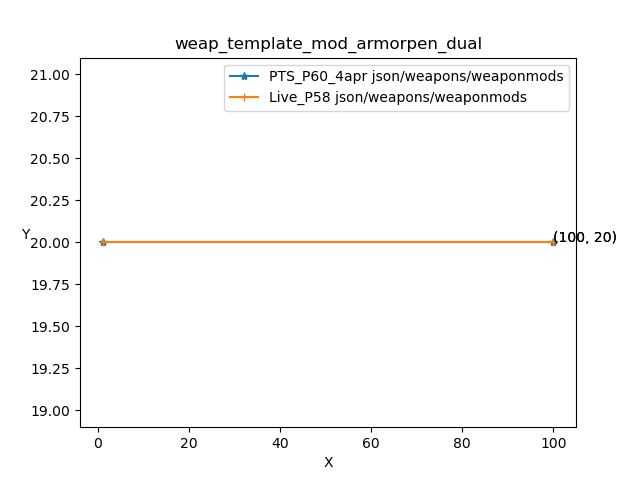 weap_template_mod_armorpen_dual
PTS_P60_4apr json/weapons/weaponmods
Live_P58 json/weapons/weaponmods
21.00
20.75
20.50
20.25
20.00
19.75
19.50
19.25
19.00
Y
(100, 20)
0 20 40 60 80 100
X